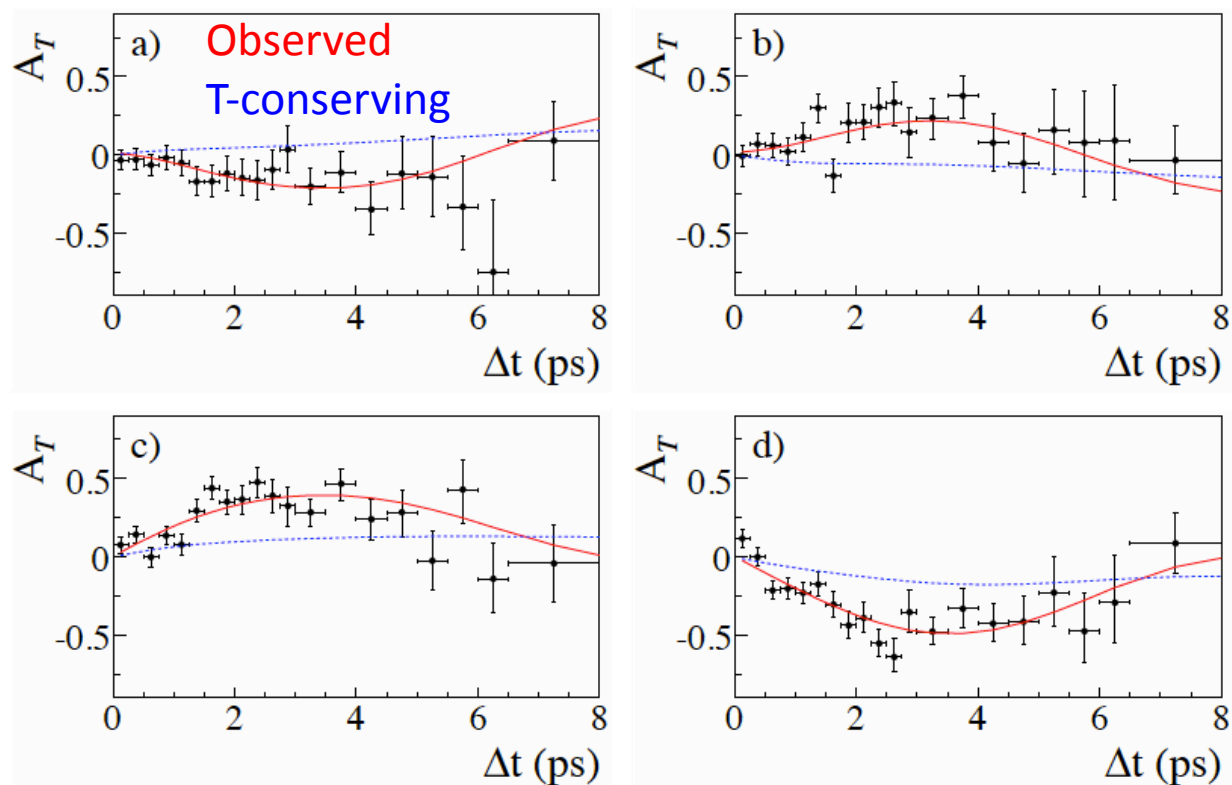 a)
Observed
T-conserving
A_T
0.5
0
-0.5
0 2 4 6 8
Δt (ps)
b)
A_T
0.5
0
-0.5
0 2 4 6 8
Δt (ps)
c)
A_T
0.5
0
-0.5
0 2 4 6 8
Δt (ps)
d)
A_T
0.5
0
-0.5
0 2 4 6 8
Δt (ps)